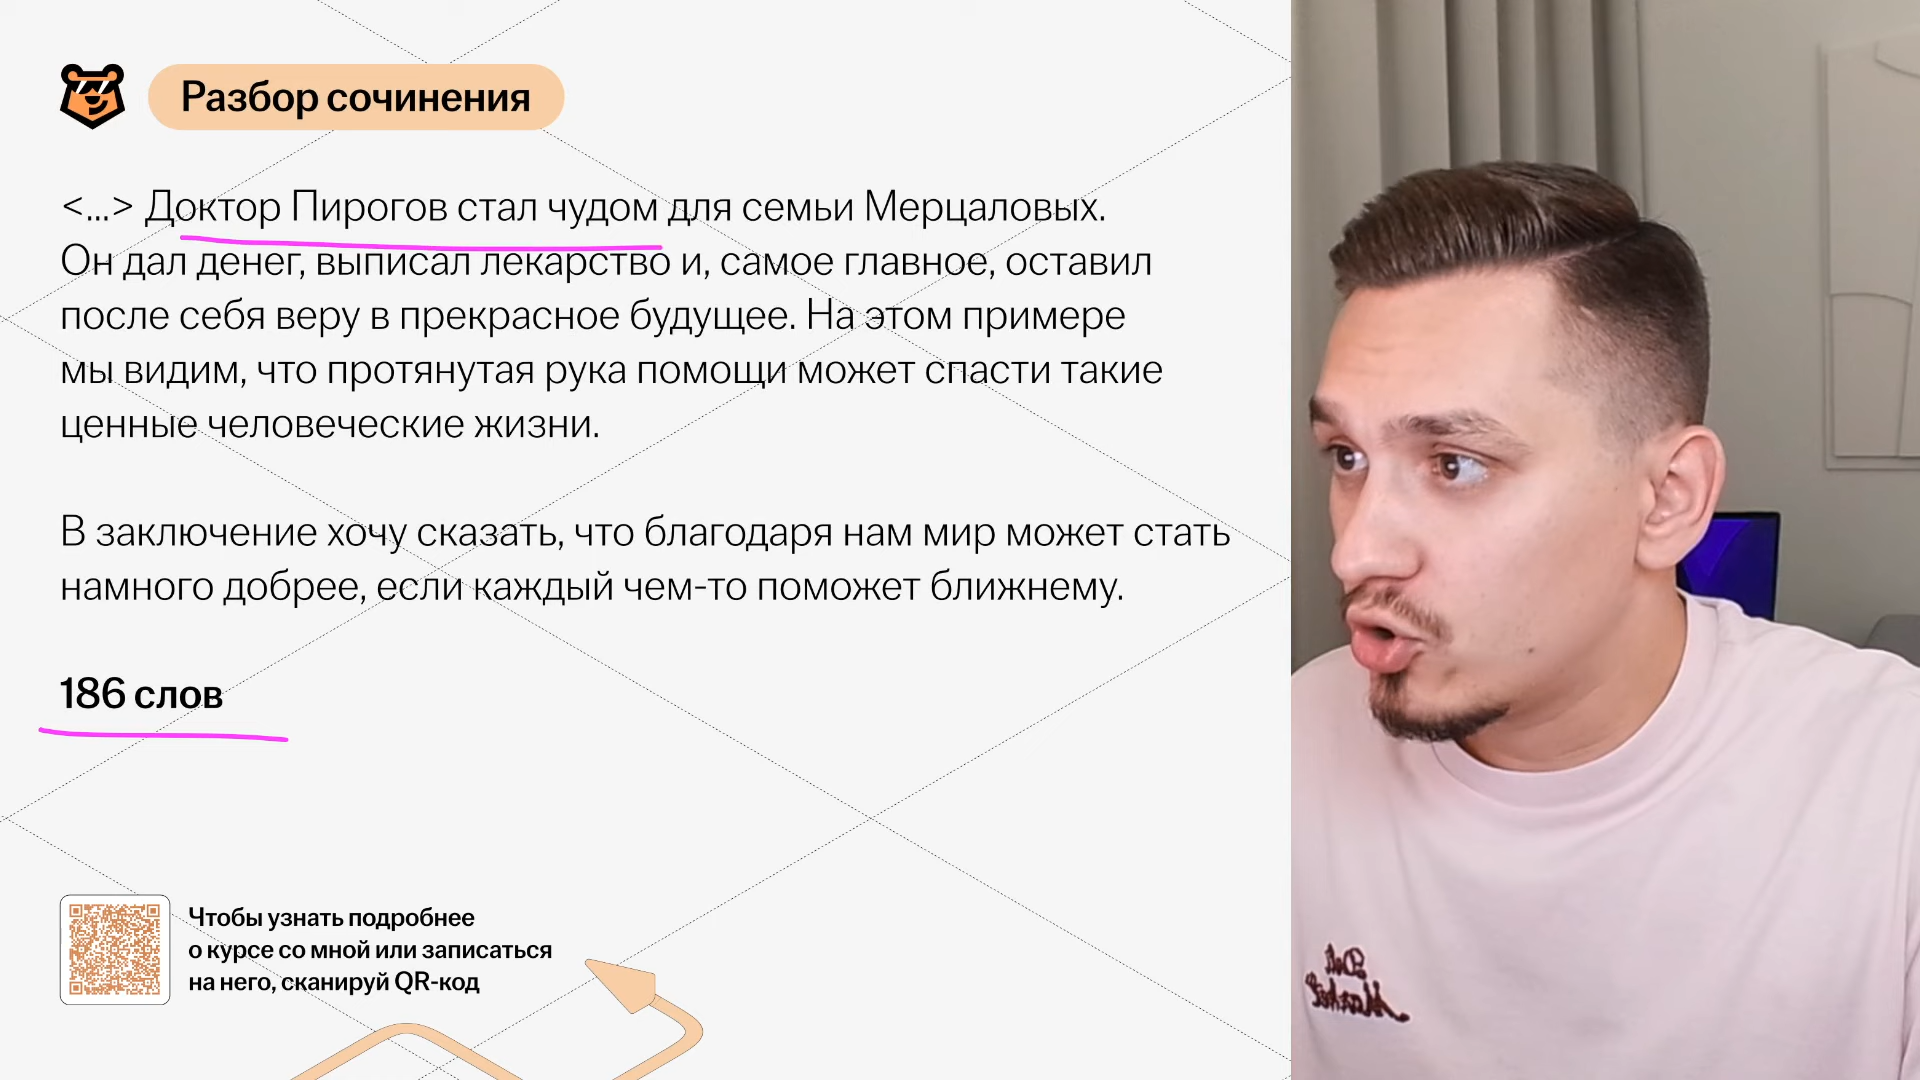 Разбор сочинения
<...> Доктор Пирогов стал чудом для семьи Мерцаловых.
Он дал денег, выписал лекарство и, самое главное, оставил
после себя веру в прекрасное будущее. На этом примере
мы видим, что протянутая рука помощи может спасти такие
ценные человеческие жизни.
В заключение хочу сказать, что благодаря нам мир может стать
намного добрее, если каждый чем-то поможет ближнему.
186 слов
Чтобы узнать подробнее
о курсе со мной или записаться
на него, сканируй QR-код
Deli
Market